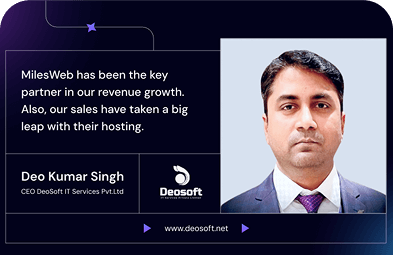 MilesWeb has been the key
partner in our revenue growth.
Also, our sales have taken a big
leap with their hosting.
Deo Kumar Singh
CEO DeoSoft IT Services Pvt.Ltd
Deosoft
www.deosoft.net